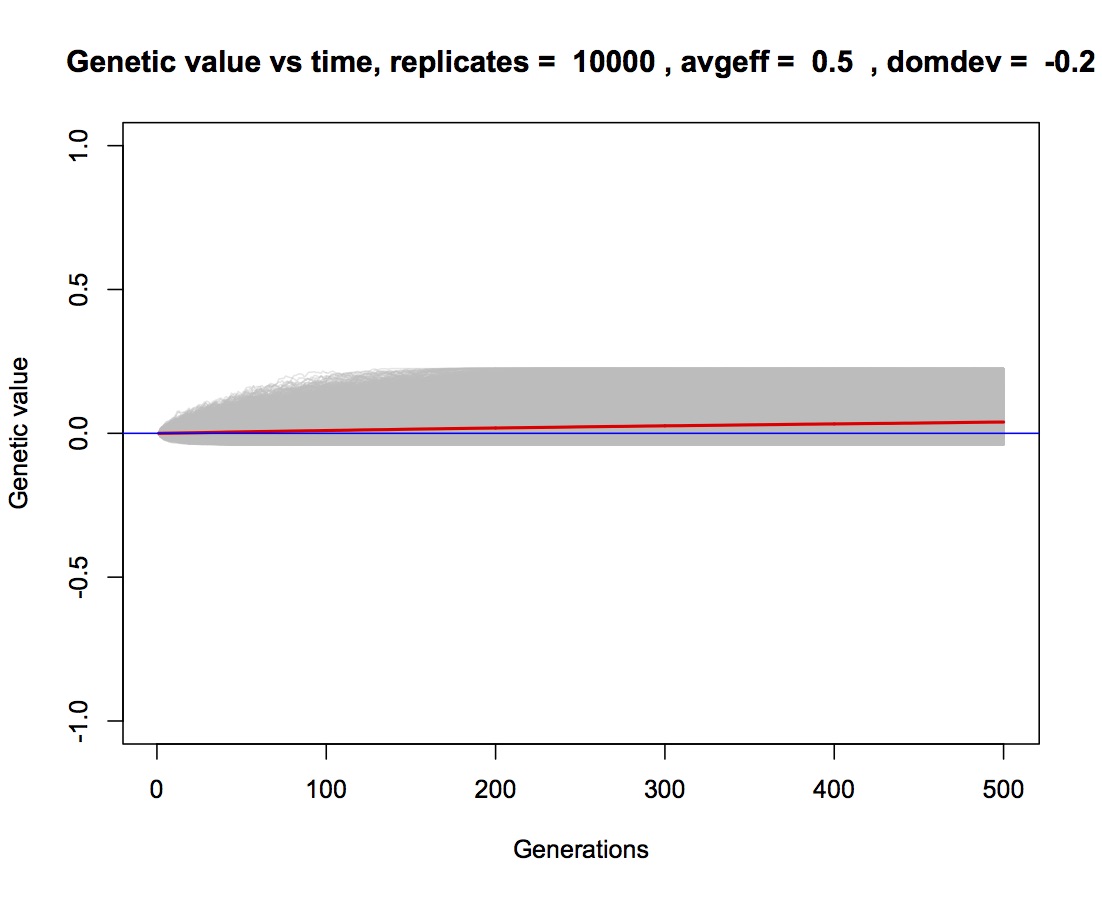 Genetic value vs time, replicates = 10000 , avgeff = 0.5 , domdev = -0.2
1.0
0.5
0.0
-0.5
-1.0
Genetic value
0 100 200 300 400 500
Generations